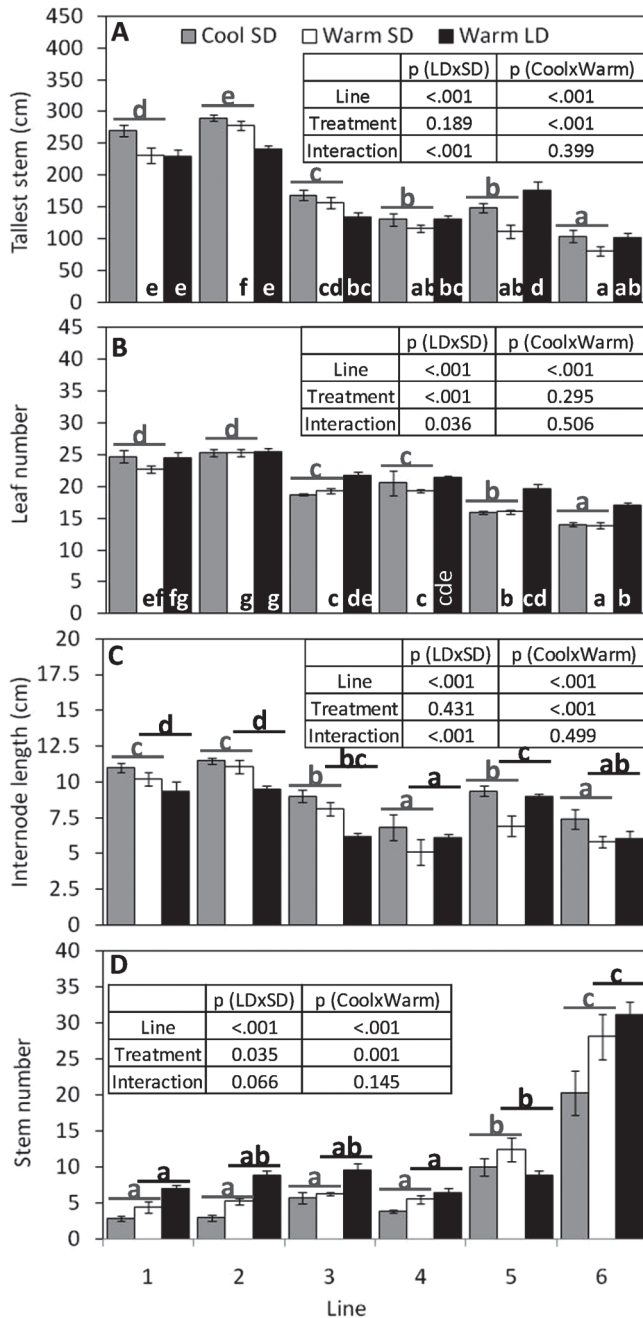 A
Cool SD Warm SD Warm LD
Tallest stem (cm)
450
400
350
300
250
200
150
100
50
0
p (LDxSD) p (CoolxWarm)
Line <.001 <.001
Treatment 0.189 <.001
Interaction <.001 0.399
d e c b b a
e e f e cd bc ab bc ab d a ab
B
Leaf number
45
40
35
30
25
20
15
10
5
0
p (LDxSD) p (CoolxWarm)
Line <.001 <.001
Treatment <.001 0.295
Interaction 0.036 0.506
d d c c b a
ef fg g g c de c cde b cd a b
C
Internode length (cm)
20
17.5
15
12.5
10
7.5
5
2.5
0
p (LDxSD) p (CoolxWarm)
Line <.001 <.001
Treatment 0.431 <.001
Interaction <.001 0.499
d d bc a c ab
c c b a b a
D
Stem number
40
35
30
25
20
15
10
5
0
p (LDxSD) p (CoolxWarm)
Line <.001 <.001
Treatment 0.035 0.001
Interaction 0.066 0.145
a ab ab a b c
a a a a b c
1 2 3 4 5 6
Line